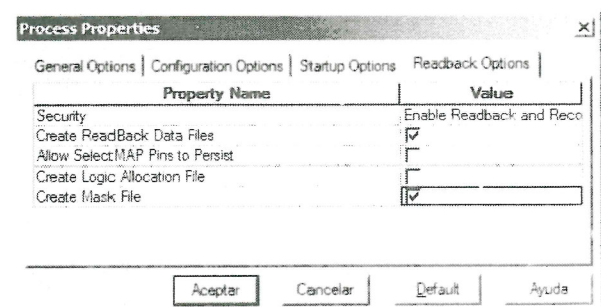 Process Properties
General Options Configuration Options Startup Options Readback Options
Property Name Value
Security Enable Readback and Reco
Create ReadBack Data Files
Allow SelectMAP Pins to Persist
Create Logic Allocation File
Create Mask File
Aceptar Cancelar Default Ayuda